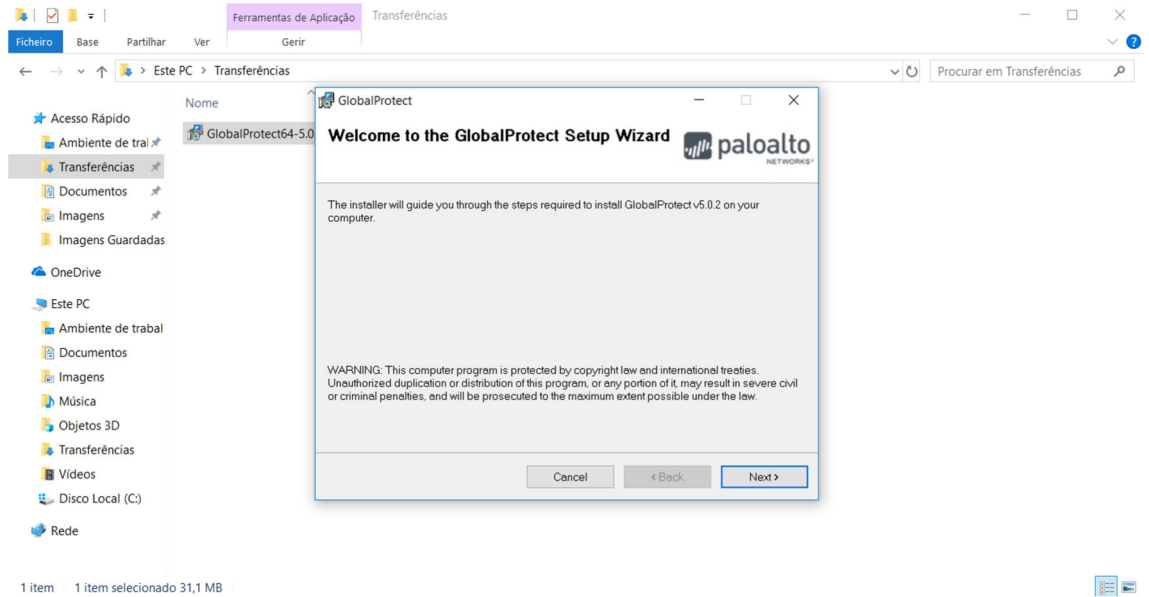 Ferramentas de Aplicação Transferências
Ficheiro Base Partilhar Ver Gerir
Este PC > Transferências Procurar em Transferências
Nome
Acesso Rápido
Ambiente de tral
Transferências
Documentos
Imagens
Imagens Guardadas
OneDrive
Este PC
Ambiente de trabal
Documentos
Imagens
Música
Objetos 3D
Transferências
Vídeos
Disco Local (C:)
Rede
GlobalProtect64-5.0
GlobalProtect
Welcome to the GlobalProtect Setup Wizard
paloalto
NETWORKS®
The installer will guide you through the steps required to install GlobalProtect v5.0.2 on your
computer.
WARNING: This computer program is protected by copyright law and international treaties.
Unauthorized duplication or distribution of this program, or any portion of it, may result in severe civil
or criminal penalties, and will be prosecuted to the maximum extent possible under the law.
Cancel < Back Next >
1 item 1 item selecionado 31,1 MB